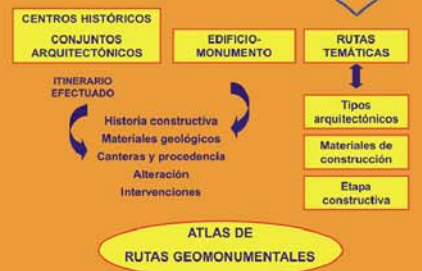 CENTROS HISTÓRICOS
CONJUNTOS
ARQUITECTÓNICOS
EDIFICIO-
MONUMENTO
RUTAS
TEMÁTICAS
ITINERARIO
EFECTUADO
Historia constructiva
Materiales geológicos
Canteras y procedencia
Alteración
Intervenciones
Tipos
arquitectónicos
Materiales de
construcción
Etapa
constructiva
ATLAS DE
RUTAS GEOMONUMENTALES